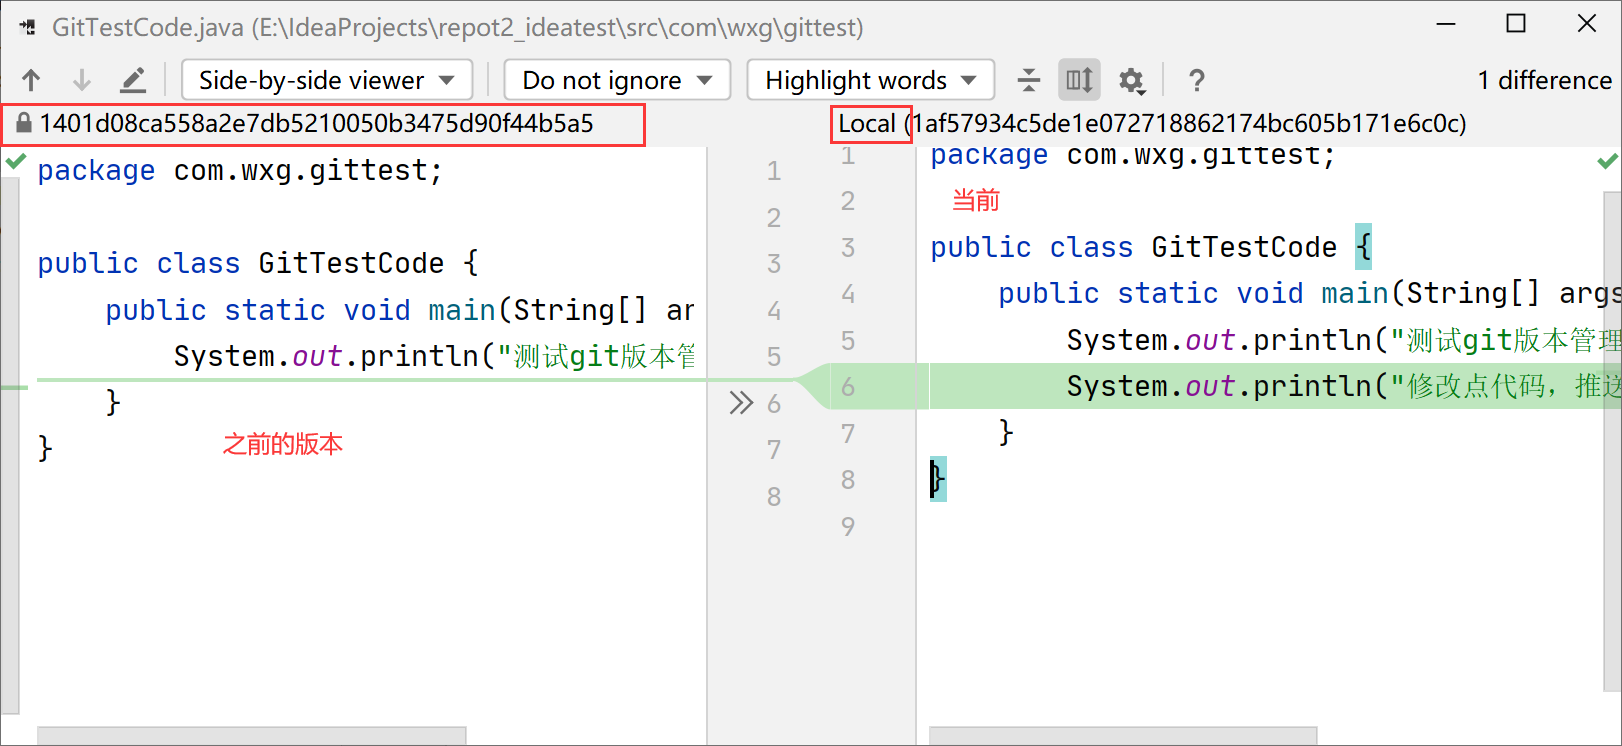 GitTestCode.java (E:\IdeaProjects\repot2_ideatest\src\com\wxg\gittest)
Side-by-side viewer
Do not ignore
Highlight words
?
1 difference
1401d08ca558a2e7db5210050b3475d90f44b5a5
Local (1af57934c5de1e072718862174bc605b171e6c0c)
package com.wxg.gittest;
public class GitTestCode {
public static void main(String[] ar
System.out.println("测试git版本管
}
}
之前的版本
1
2
3
4
5
6
7
8
1
2
3
4
5
6
7
8
9
package com.wxg.gittest;
当前
public class GitTestCode {
public static void main(String[] args
System.out.println("测试git版本管理
System.out.println("修改点代码，推送
}
}